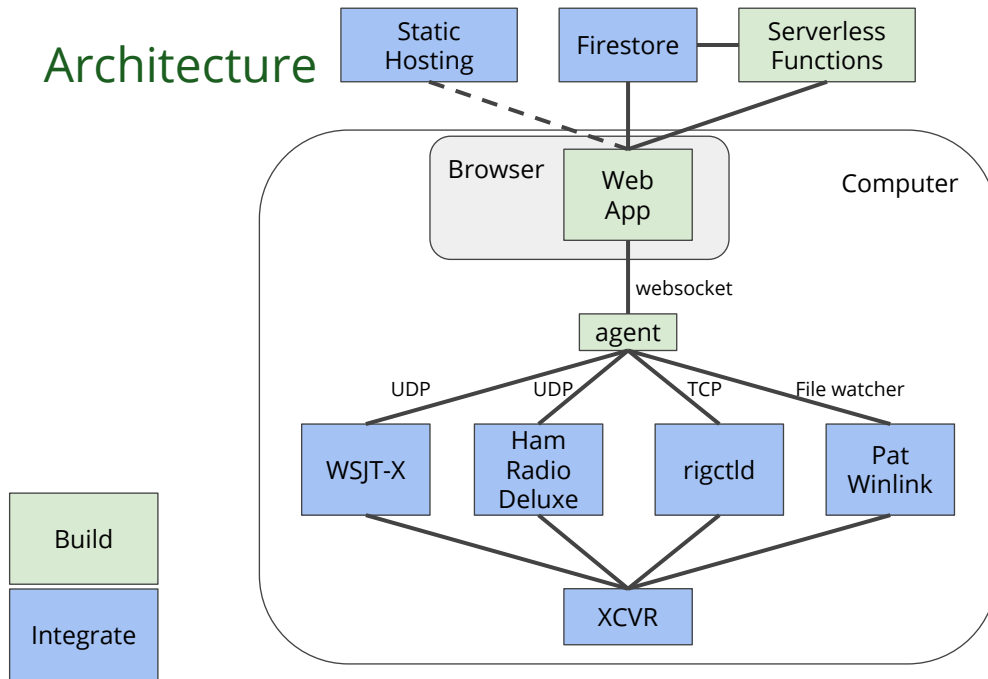 Architecture
Static
Hosting
Firestore
Serverless
Functions
Browser
Web
App
Computer
websocket
agent
UDP
UDP
TCP
File watcher
WSJT-X
Ham
Radio
Deluxe
rigctld
Pat
Winlink
XCVR
Build
Integrate